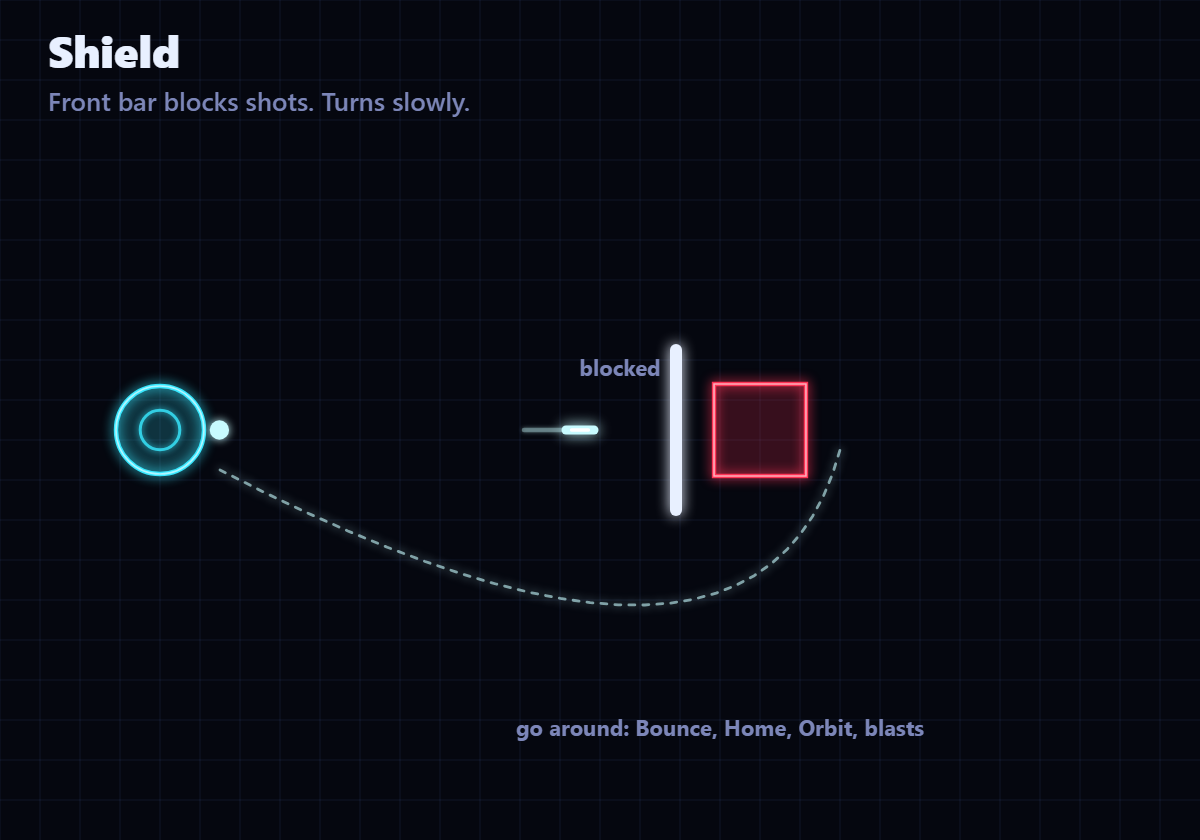 Shield
Front bar blocks shots. Turns slowly.
blocked
go around: Bounce, Home, Orbit, blasts